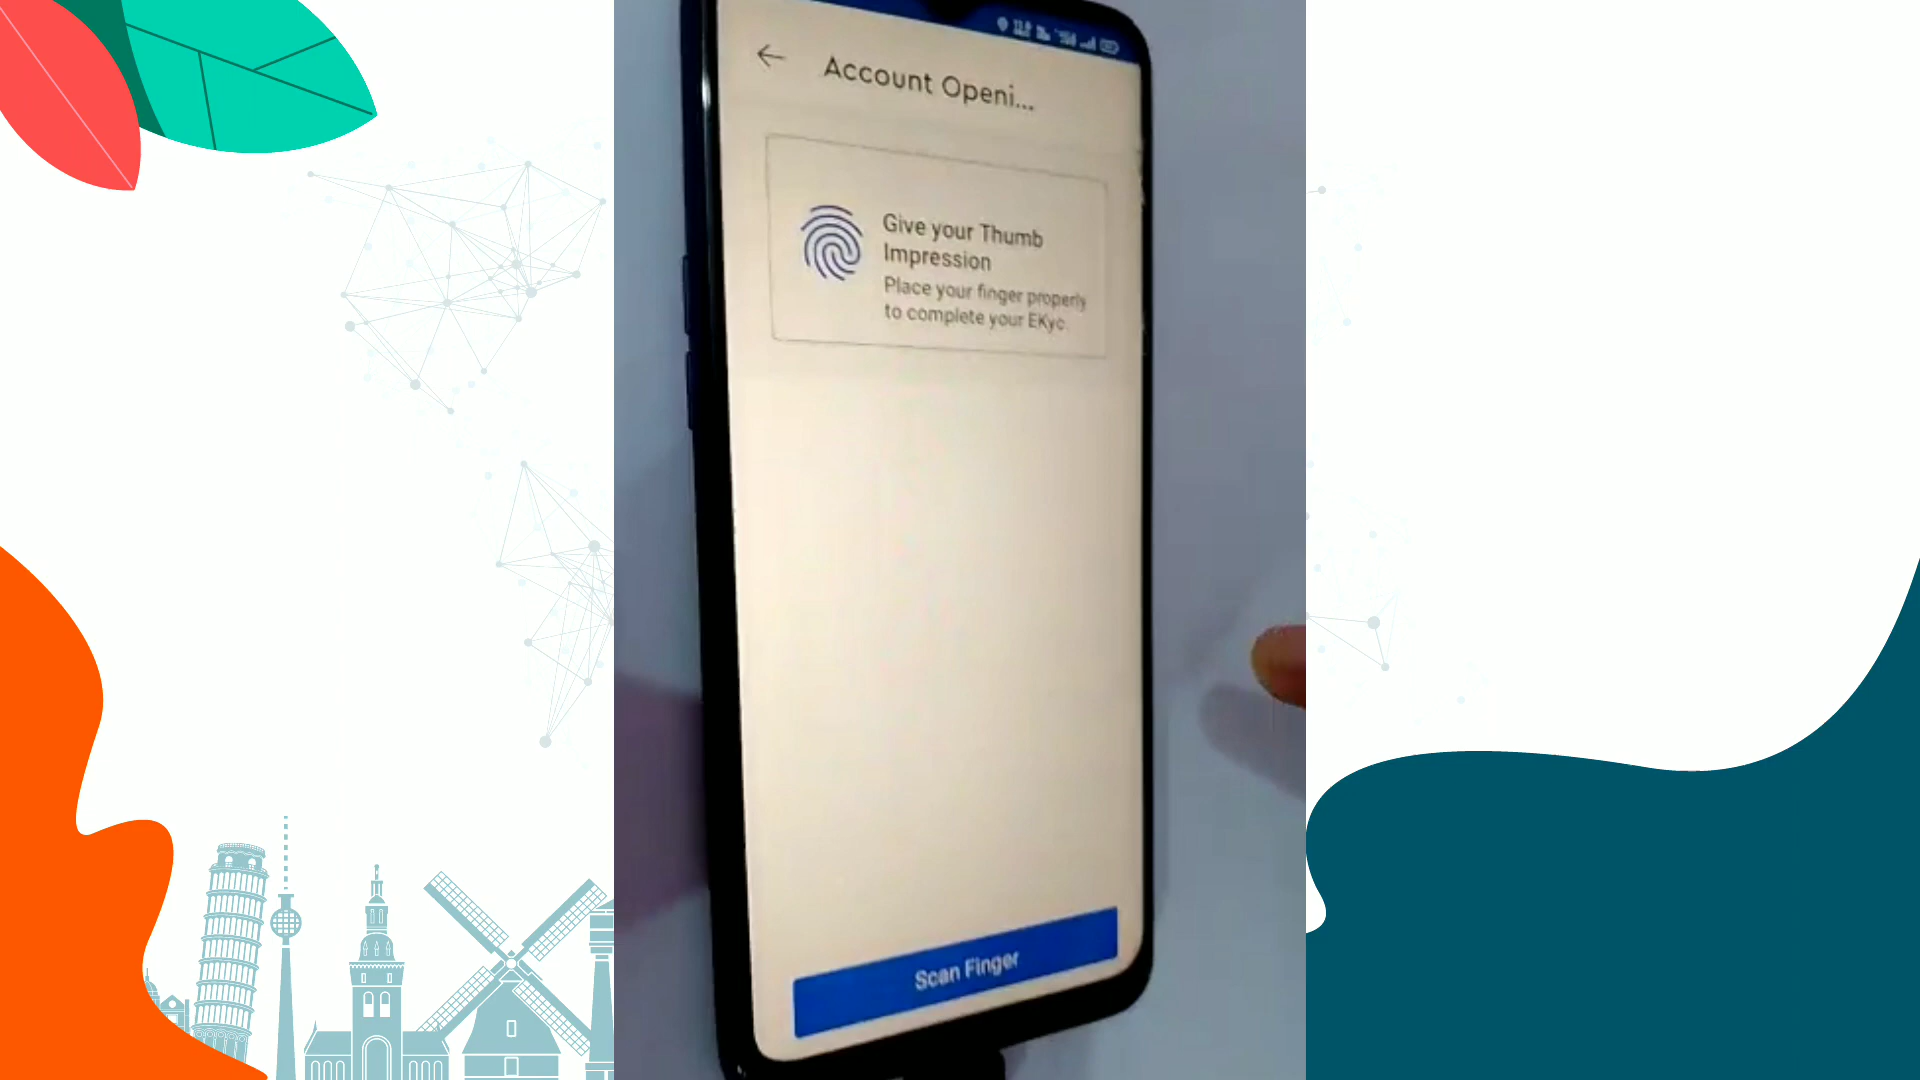 Account Openi...
Give your Thumb
Impression
Place your finger properly
to complete your EKyc
Scan Finger